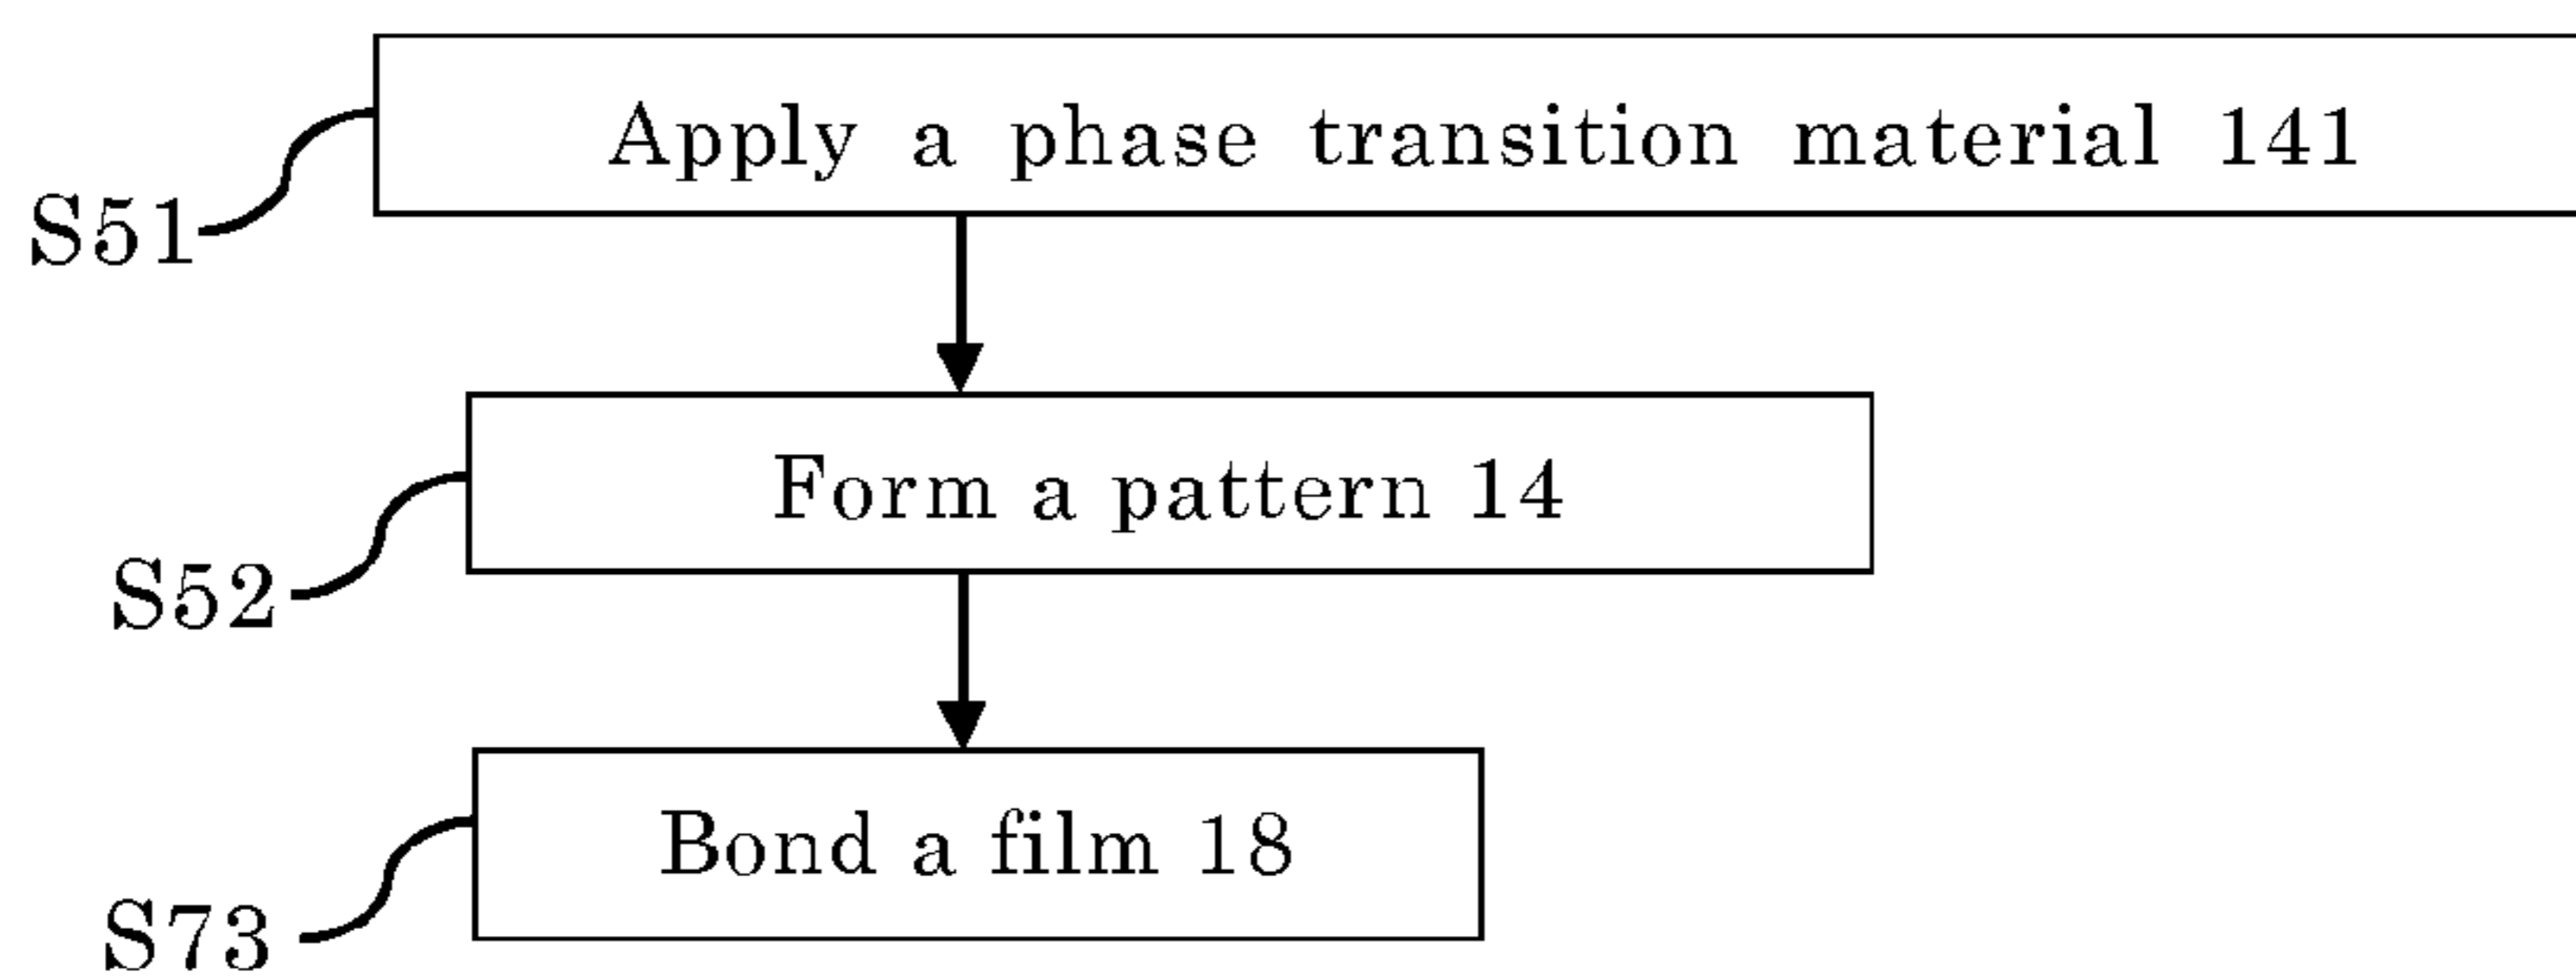 Apply a phase transition material 141
S51
Form a pattern 14
S52
Bond a film 18
S73